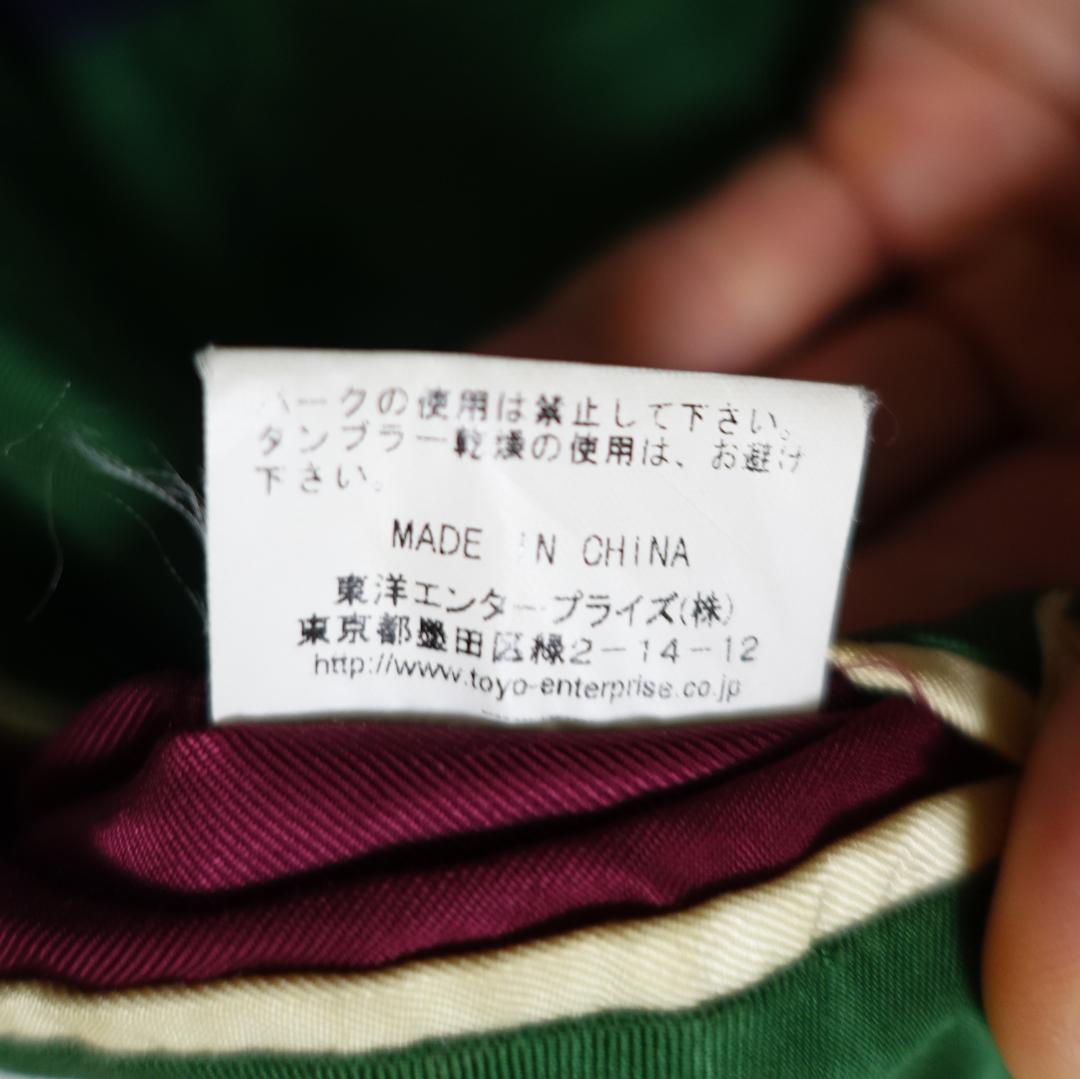 ークの使用は禁止して下さい。
タンブラー乾燥の使用は、お避け
下さい。
MADE IN CHINA
東洋エンタープライズ(株)
東京都墨田区緑2-14-12
http://www.toyo-enterprise.co.jp